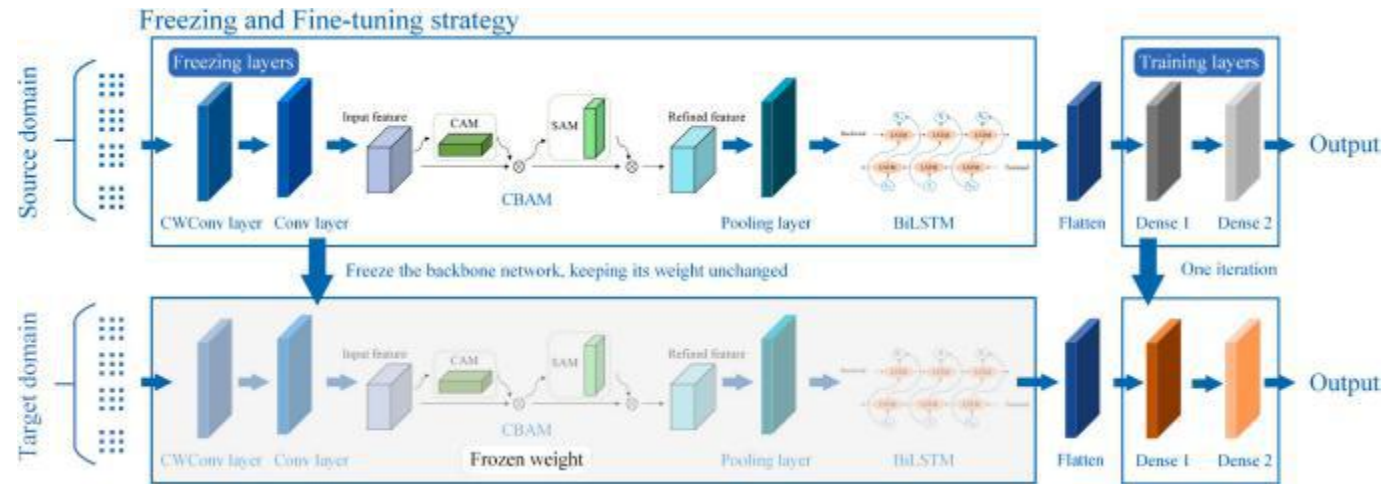 Freezing and Fine-tuning strategy
Source domain
Freezing layers
Training layers
Input feature
CAM
SAM
Refined feature
CBAM
CWConv layer
Conv layer
Pooling layer
BiLSTM
Flatten
Dense 1
Dense 2
Output
Freeze the backbone network, keeping its weight unchanged
One iteration
Target domain
Input feature
CAM
SAM
Refined feature
CBAM
CWConv layer
Conv layer
Frozen weight
Pooling layer
BiLSTM
Flatten
Dense 1
Dense 2
Output